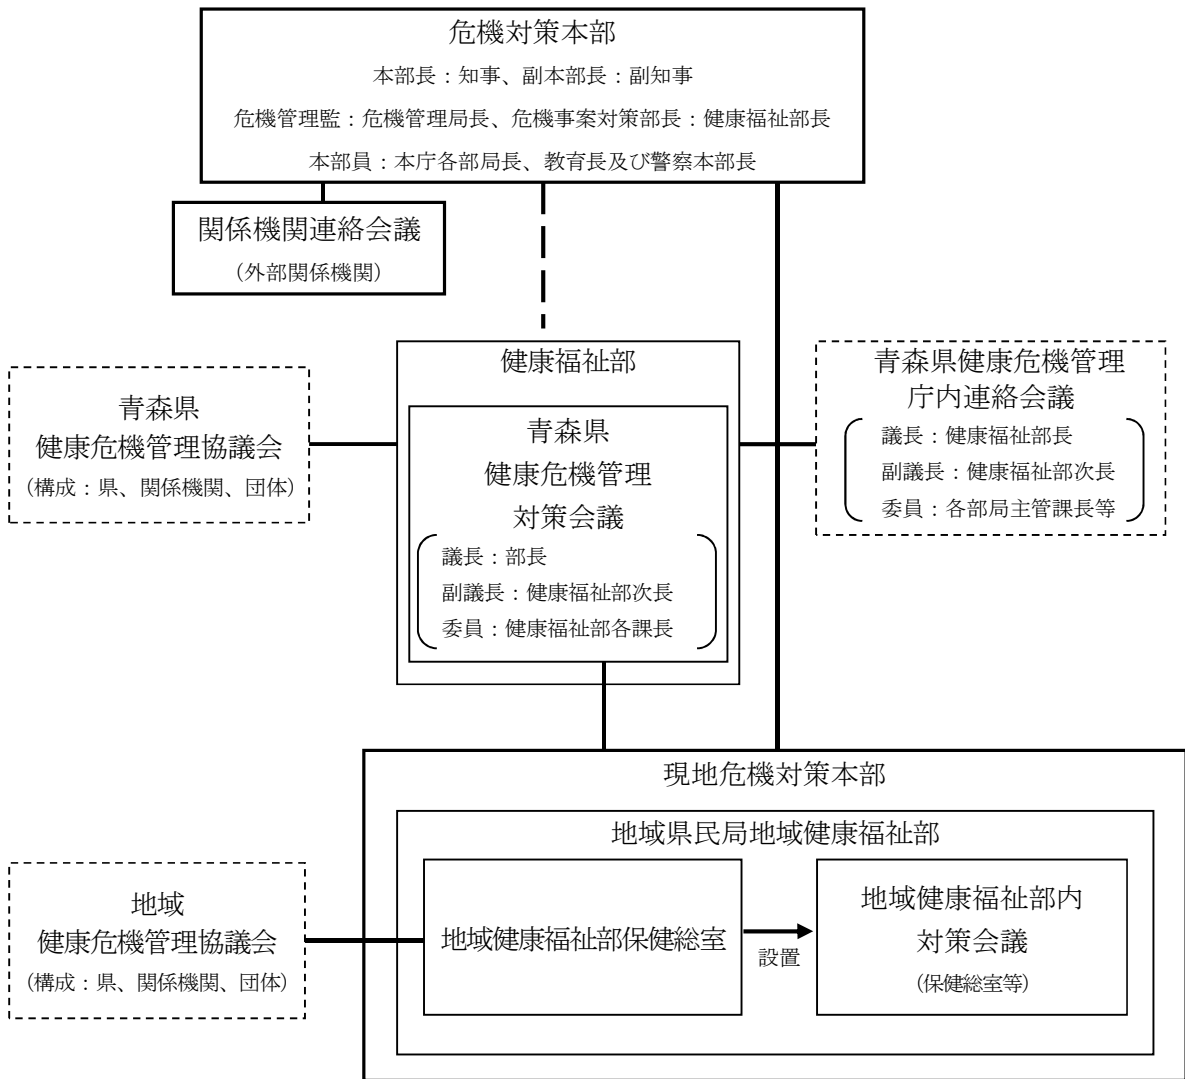 危機対策本部
本部長：知事、副本部長：副知事
危機管理監：危機管理局長、危機事案対策部長：健康福祉部長
本部員：本庁各部局長、教育長及び警察本部長
関係機関連絡会議
（外部関係機関）
青森県
健康危機管理協議会
（構成：県、関係機関、団体）
健康福祉部
青森県
健康危機管理
対策会議
議長：部長
副議長：健康福祉部次長
委員：健康福祉部各課長
青森県健康危機管理
庁内連絡会議
議長：健康福祉部長
副議長：健康福祉部次長
委員：各部局主管課長等
現地危機対策本部
地域県民局地域健康福祉部
地域
健康危機管理協議会
（構成：県、関係機関、団体）
地域健康福祉部保健総室
設置
地域健康福祉部内
対策会議
（保健総室等）